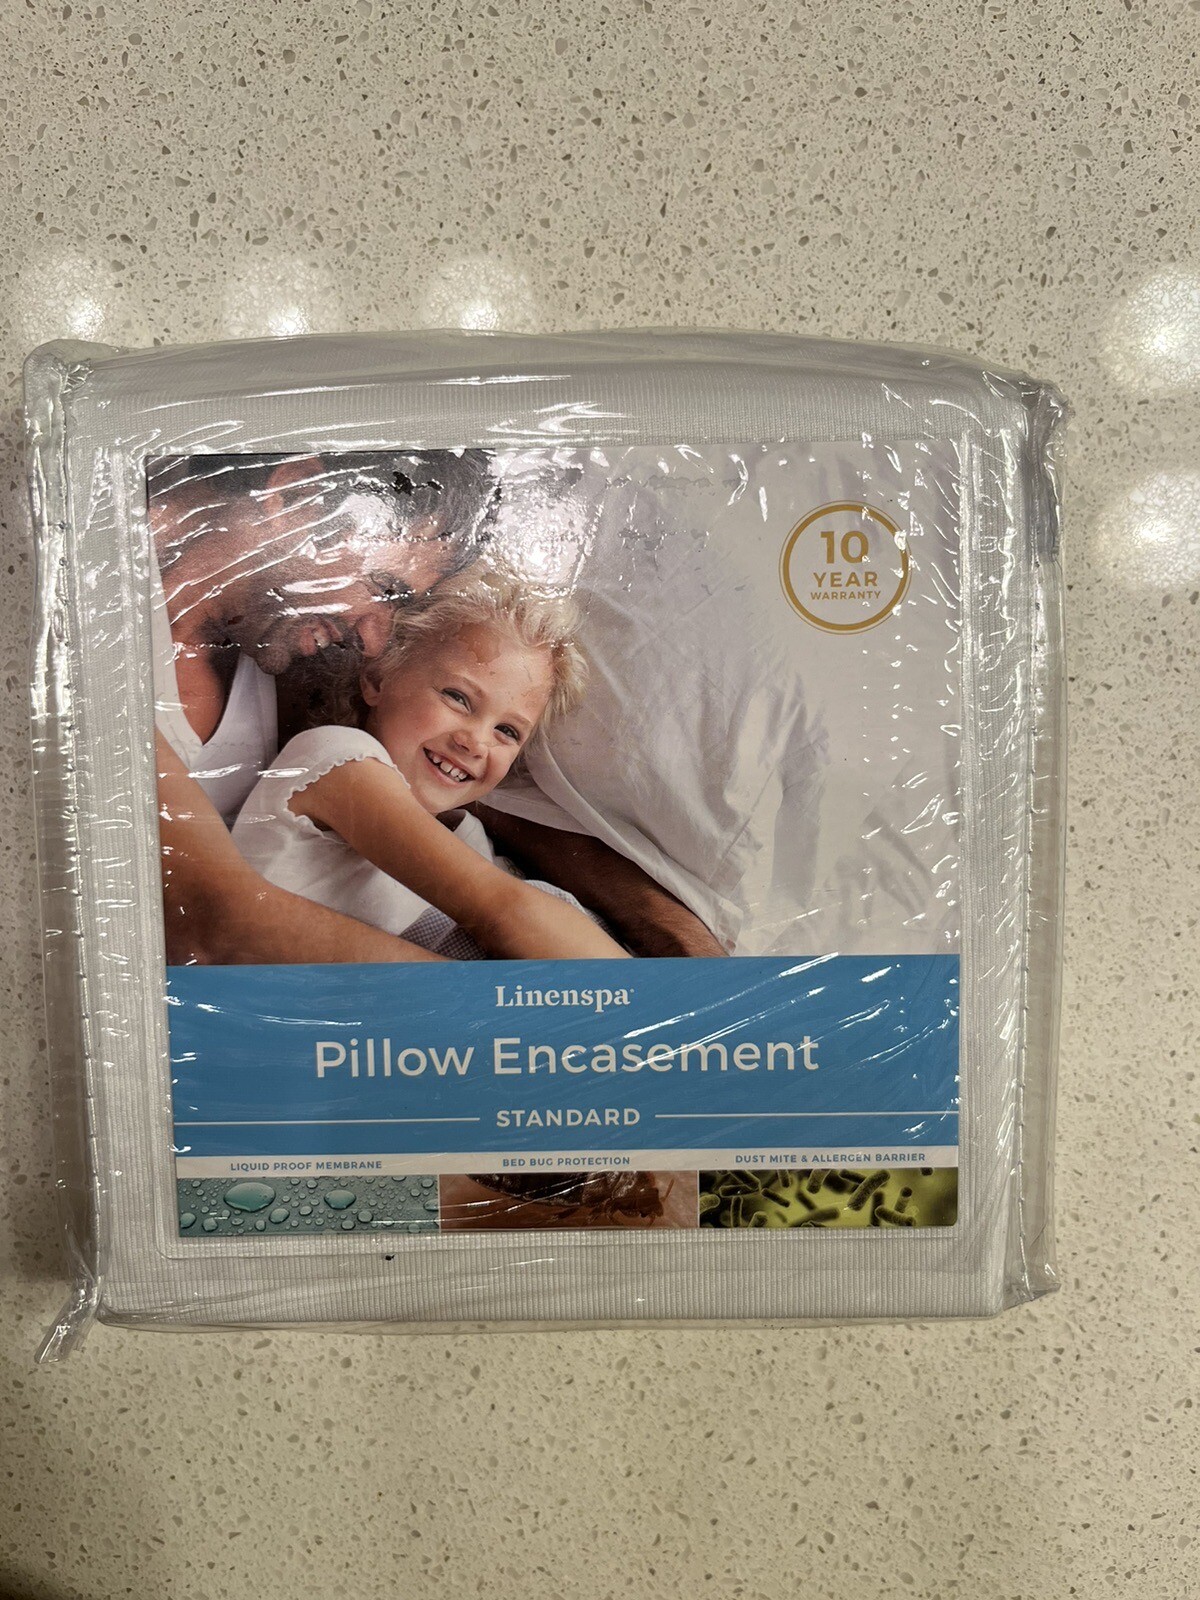 10
YEAR
WARRANTY
Linenspa
Pillow Encasement
STANDARD
LIQUID PROOF MEMBRANE
BED BUG PROTECTION
DUST MITE & ALLERGEN BARRIER